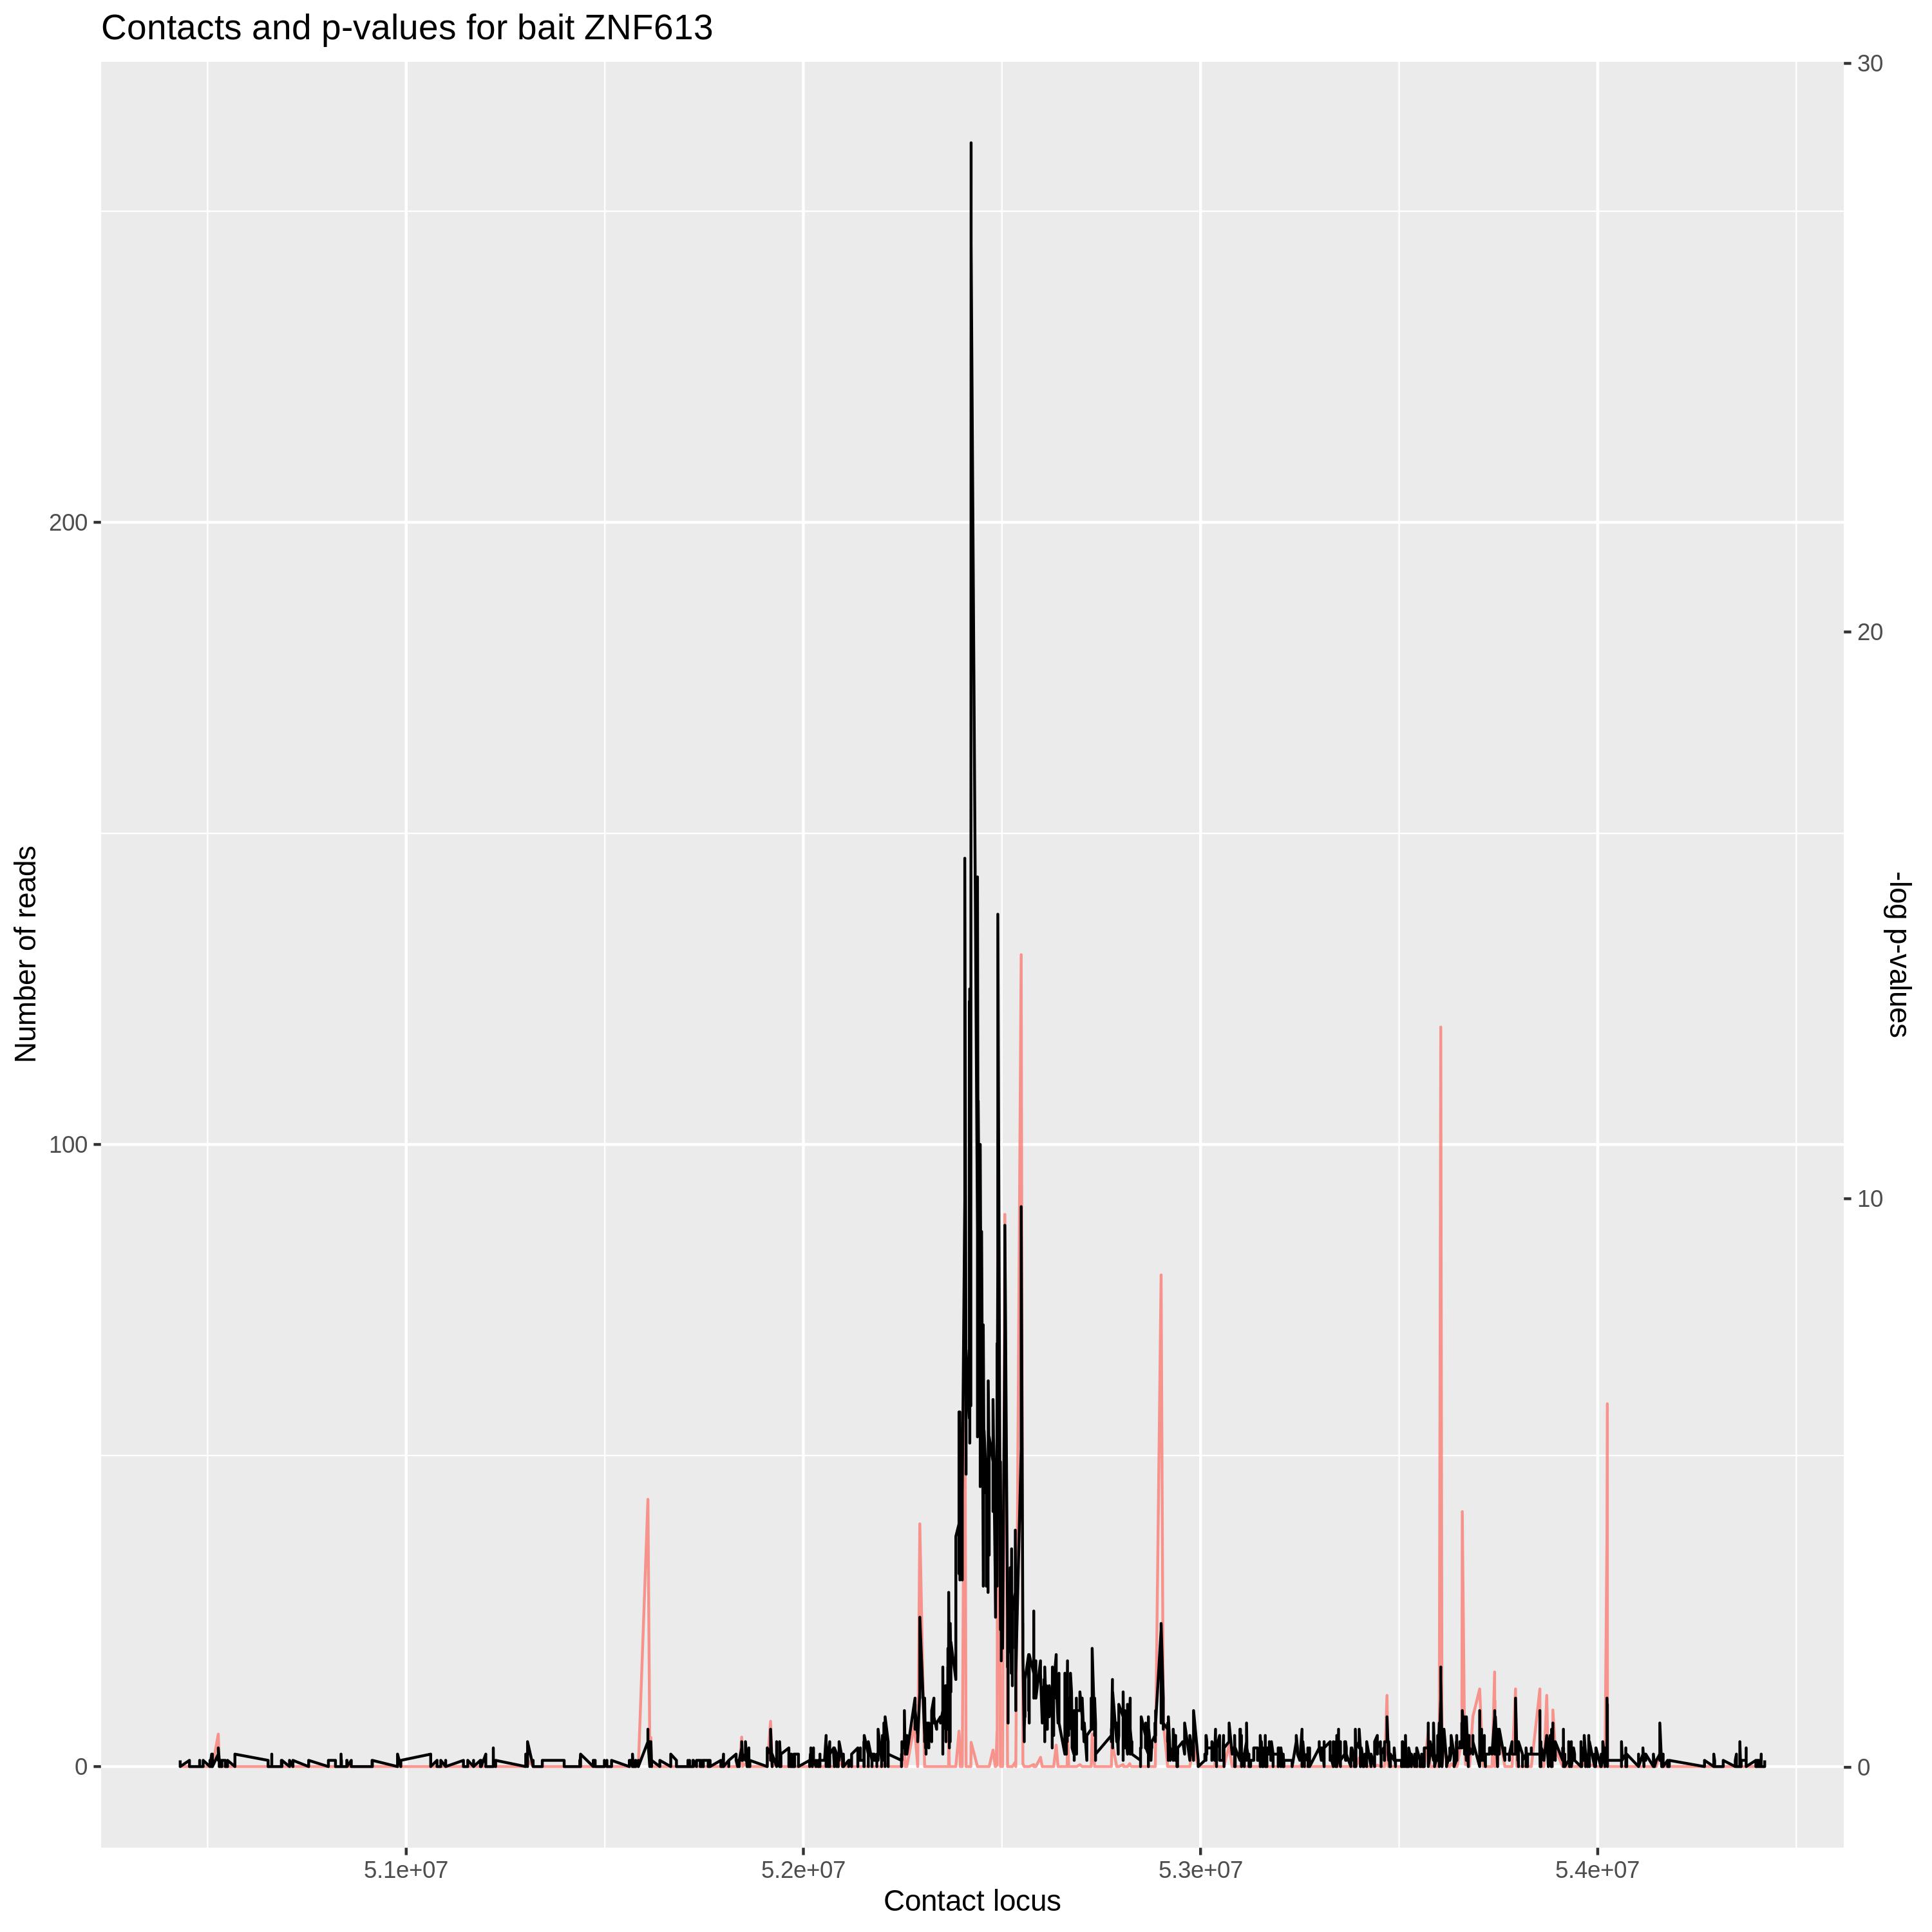 Contacts and p-values for bait ZNF613
30
20
10
0
-log p-values
200
100
0
Number of reads
5.1e+07
5.2e+07
5.3e+07
5.4e+07
Contact locus